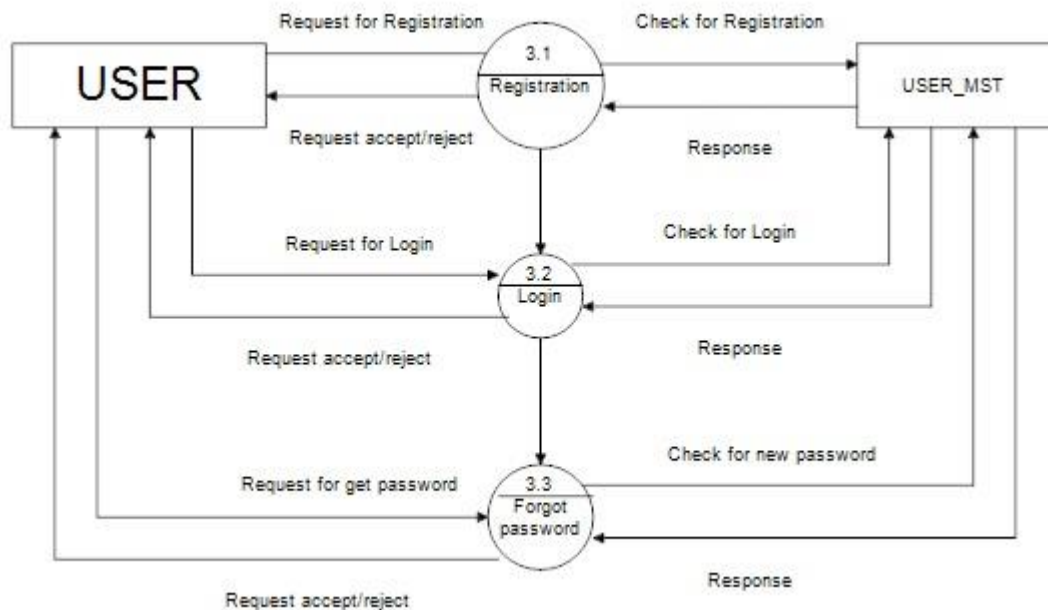 Request for Registration
Check for Registration
USER
3.1
Registration
USER_MST
Request accept/reject
Response
Request for Login
Check for Login
3.2
Login
Request accept/reject
Response
Check for new password
Request for get password
3.3
Forgot
password
Response
Request accept/reject